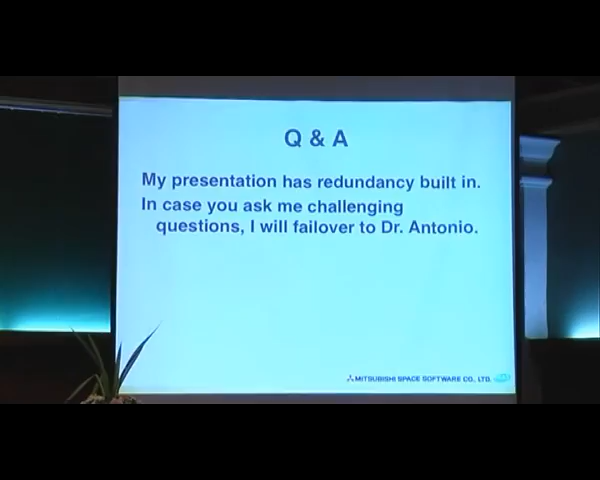 Q & A
My presentation has redundancy built in.
In case you ask me challenging
questions, I will failover to Dr. Antonio.
MITSUBISHI SPACE SOFTWARE CO., LTD.